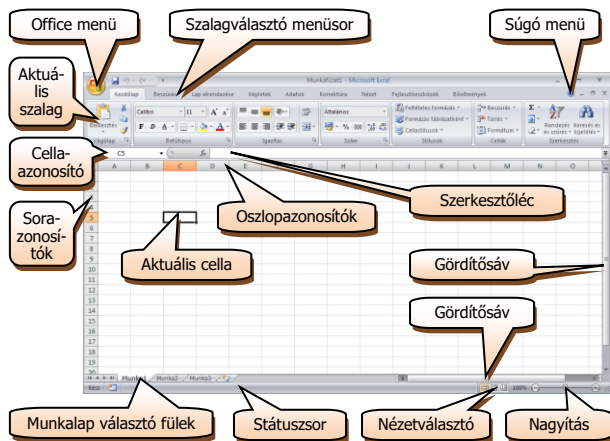 Office menü
Szalagválasztó menüsor
Súgó menü
Munkafüzet1 - Microsoft Excel
Aktuá-
lis
szalag
Kezdőlap Beszúrás Lap elrendezése Képletek Adatok Korrektúra Nézet Fejlesztőeszközök Bővítmények
Calibri 11 Általános
Feltételes formázás Beszúrás
Formázás táblázatként Törlés
Beillesztés F D A % 000 Cellastílusok Formátum
Rendezés és szűrés Keresés és kijelölés
Vágólap Betűtípus Igazítás Szám Stílusok Cellák Szerkesztés
Cella-
azonosító
C5
A B C D E F G H I J K L M N O
Szerkesztőléc
Oszlopazonosítók
Sora-
zonosí-
tók
4
5
6
7
8
9
10
11
12
13
14
15
16
17
18
19
20
Aktuális cella
Gördítősáv
Gördítősáv
Munka1 Munka2 Munka3
Kész 100%
Munkalap választó fülek
Státuszsor
Nézetválasztó
Nagyítás